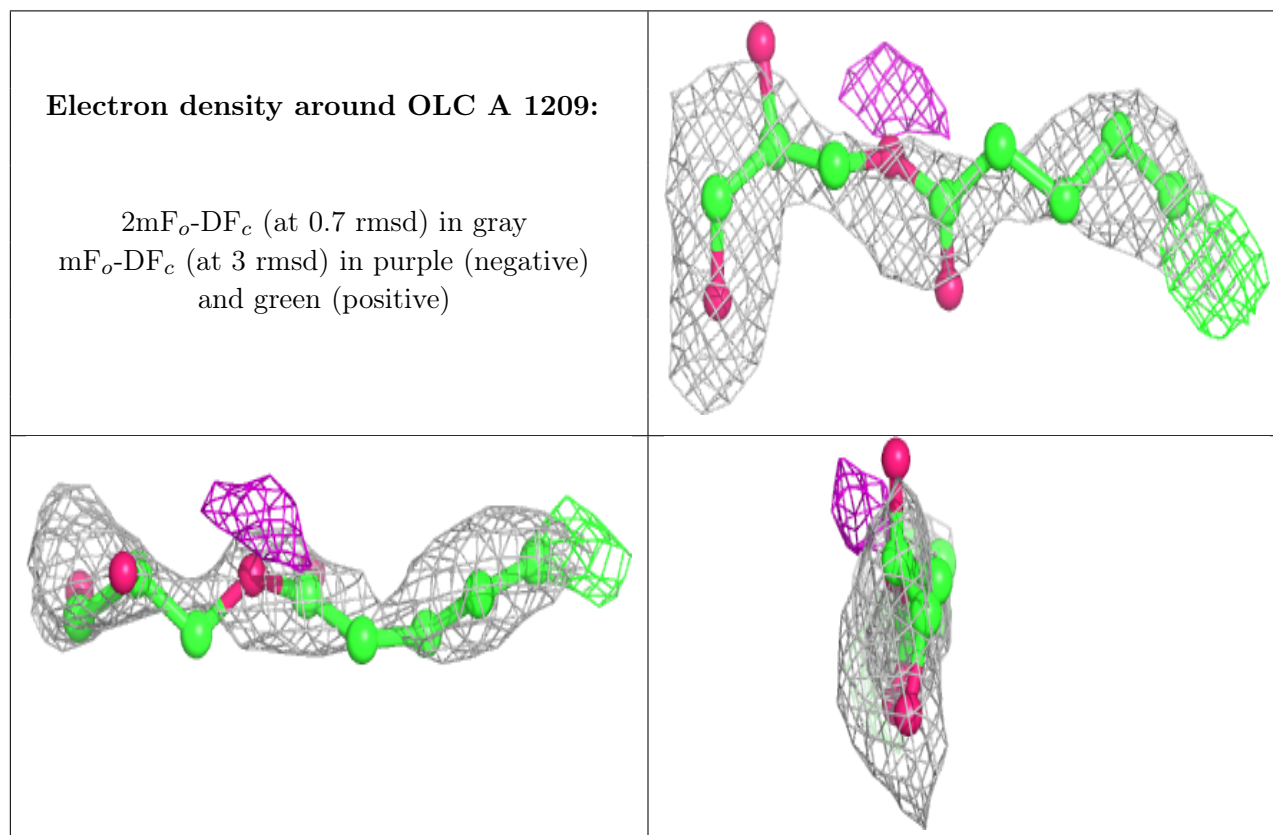 Electron density around OLC A 1209:
2mFo-DFc (at 0.7 rmsd) in gray
mFo-DFc (at 3 rmsd) in purple (negative)
and green (positive)